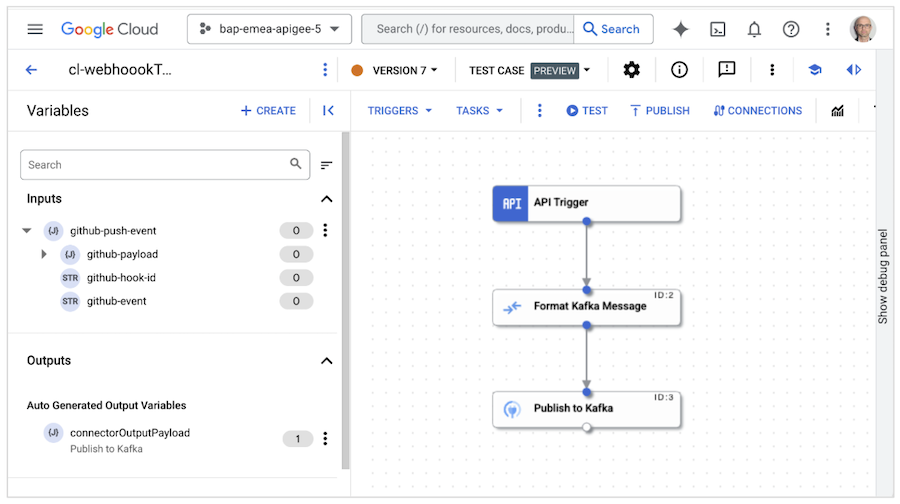 Google Cloud
bap-emea-apigee-5
Search (/) for resources, docs, produ...
Search
cl-webhoookT...
VERSION 7
TEST CASE
PREVIEW
Variables
CREATE
TRIGGERS
TASKS
TEST
PUBLISH
CONNECTIONS
Search
Inputs
{J} github-push-event 0
{J} github-payload 0
STR github-hook-id 0
STR github-event 0
Outputs
Auto Generated Output Variables
{J} connectorOutputPayload 1
Publish to Kafka
API API Trigger
ID:2
Format Kafka Message
ID:3
Publish to Kafka
Show debug panel